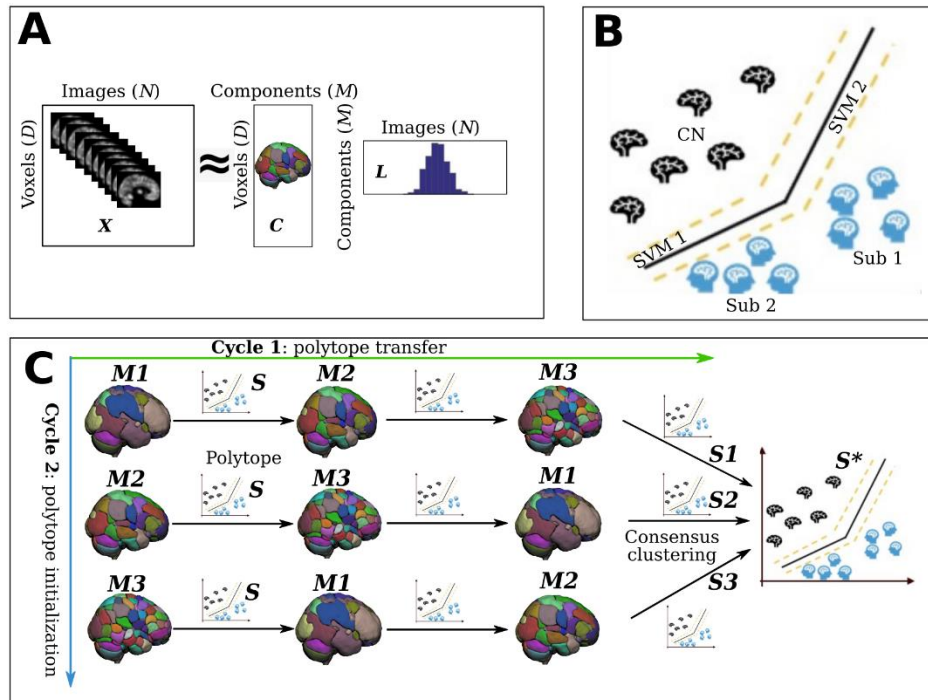 A
Images (N)
Voxels (D)
X
≈
Components (M)
Voxels (D)
C
Components (M)
Images (N)
L
B
CN
SVM 1
SVM 2
Sub 1
Sub 2
C
Cycle 1: polytope transfer
Cycle 2: polytope initialization
M1
S
M2
M3
S1
Polytope
M2
S
M3
M1
S2
Consensus
clustering
M3
S
M1
M2
S3
S*